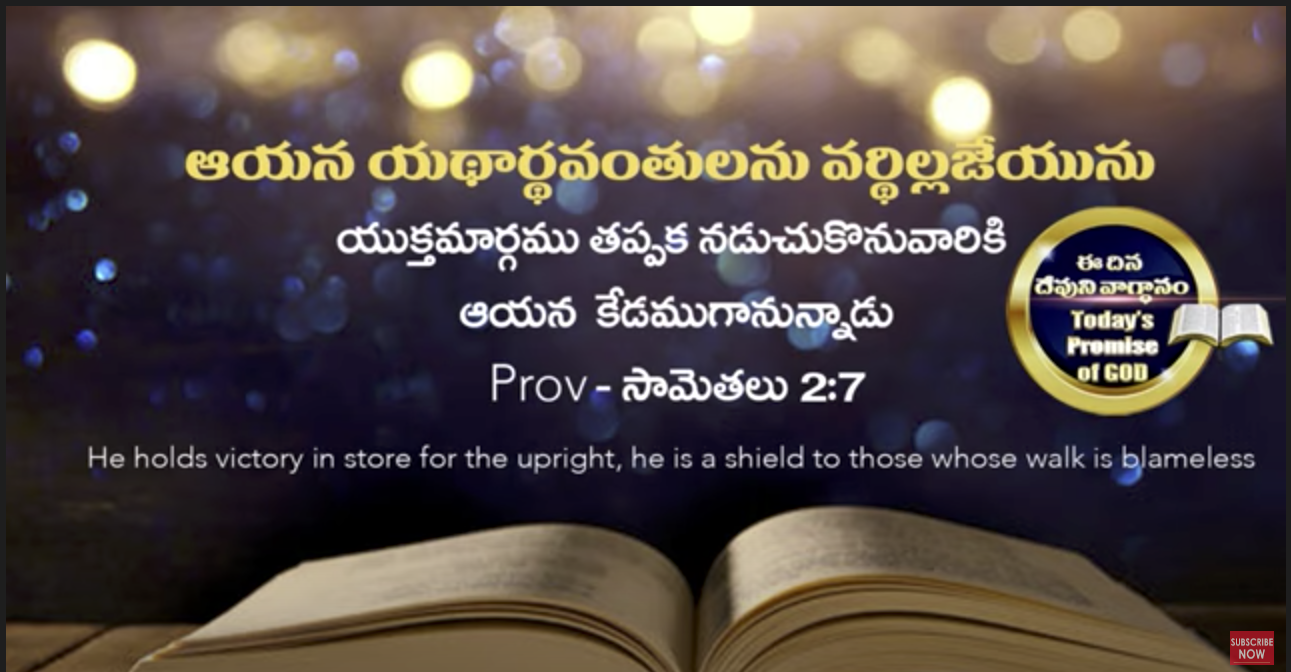 ఆయన యథార్థవంతులను వర్థిల్లజేయును
యుక్తమార్గము తప్పక నడుచుకొనువారికి
ఆయన కేడముగానున్నాడు
Prov - సామెతలు 2:7
He holds victory in store for the upright, he is a shield to those whose walk is blameless
ఈ దిన
దేవుని వాగ్ధానం
Today's
Promise
of GOD
SUBSCRIBE
NOW